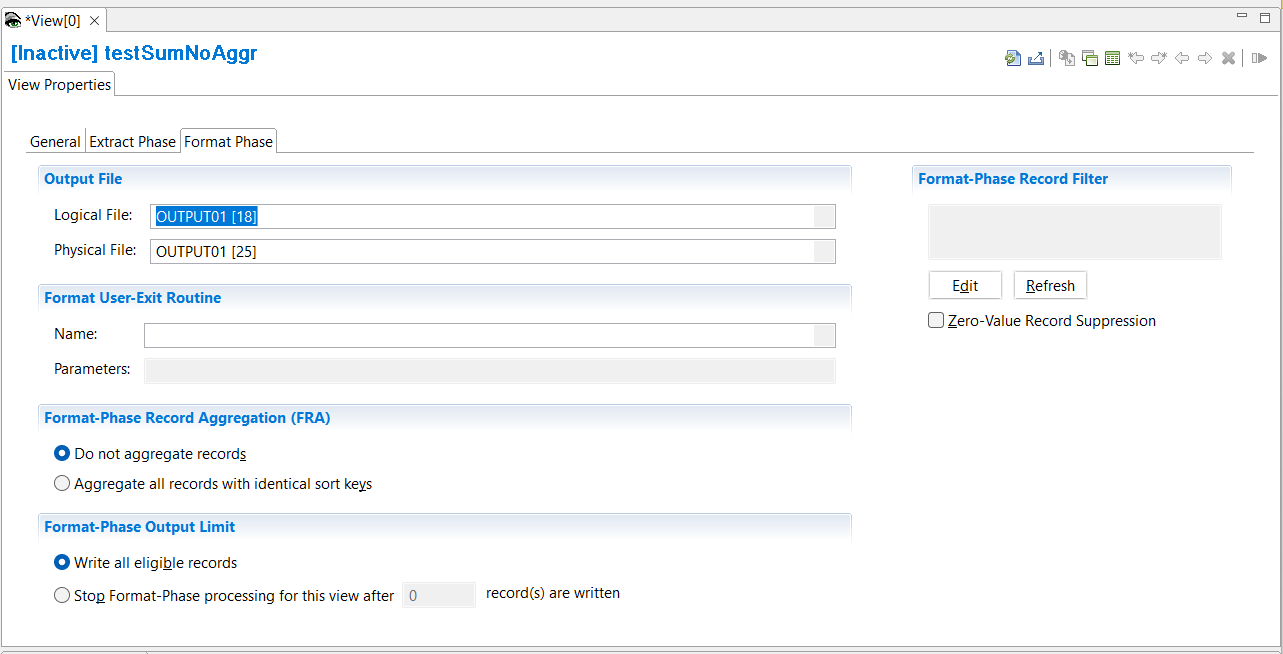 *View[0]
[Inactive] testSumNoAggr
View Properties
General Extract Phase Format Phase
Output File
Logical File: OUTPUT01 [18]
Physical File: OUTPUT01 [25]
Format User-Exit Routine
Name:
Parameters:
Format-Phase Record Aggregation (FRA)
Do not aggregate records
Aggregate all records with identical sort keys
Format-Phase Output Limit
Write all eligible records
Stop Format-Phase processing for this view after 0 record(s) are written
Format-Phase Record Filter
Edit Refresh
Zero-Value Record Suppression